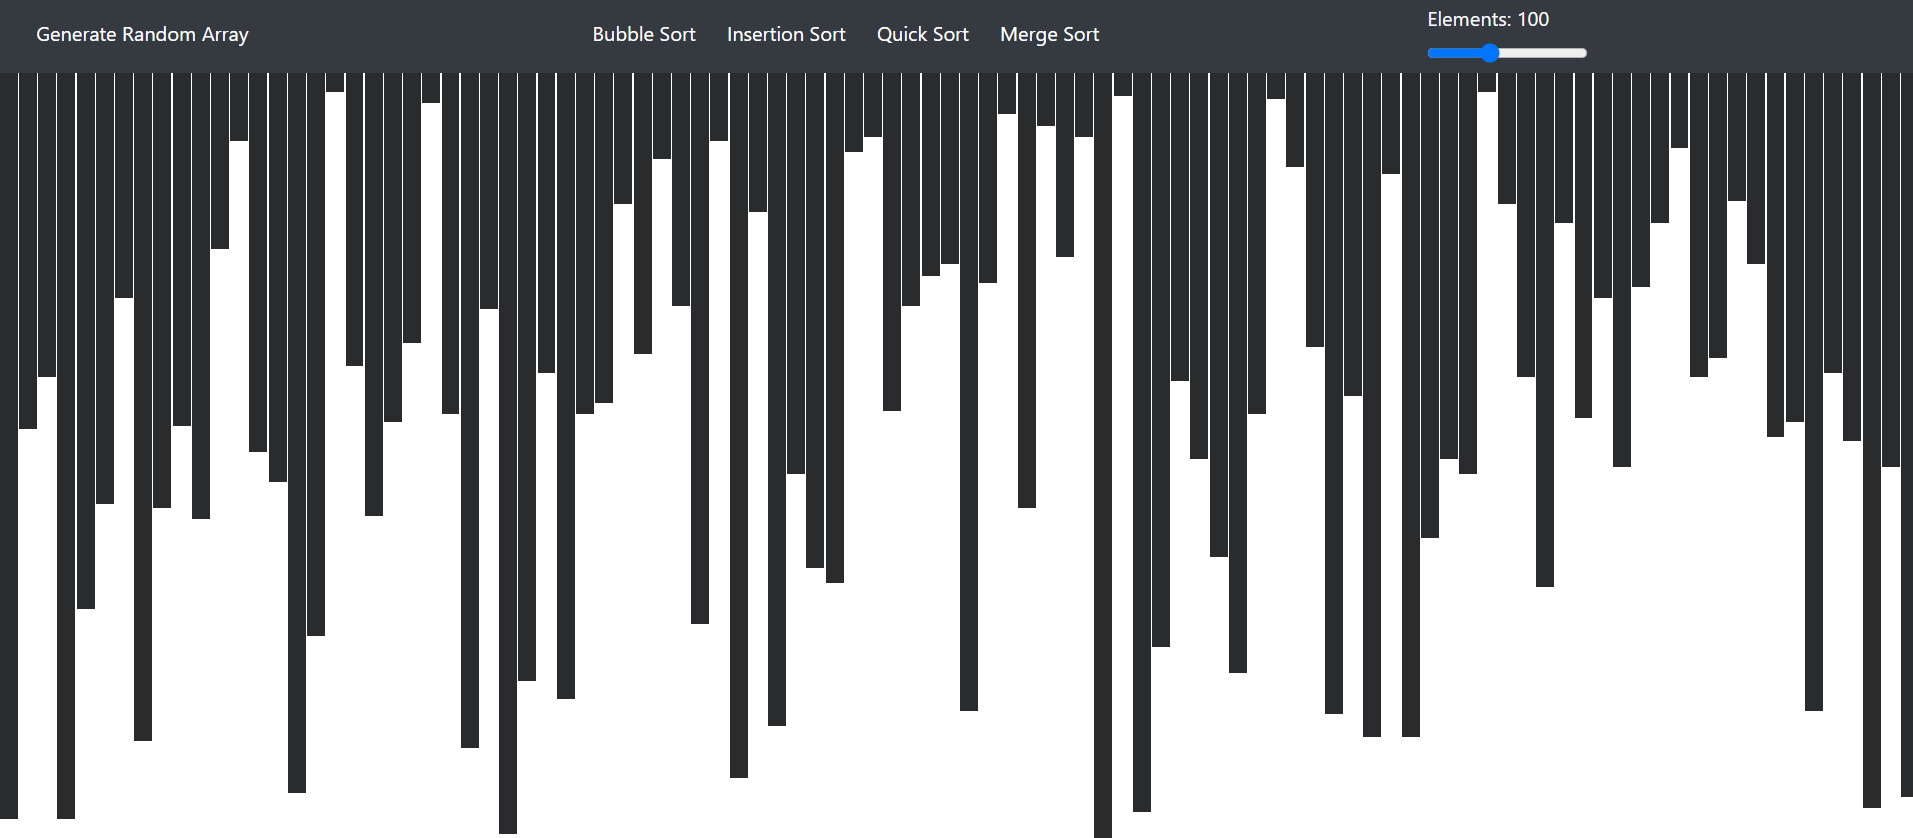 Generate Random Array
Bubble Sort
Insertion Sort
Quick Sort
Merge Sort
Elements: 100